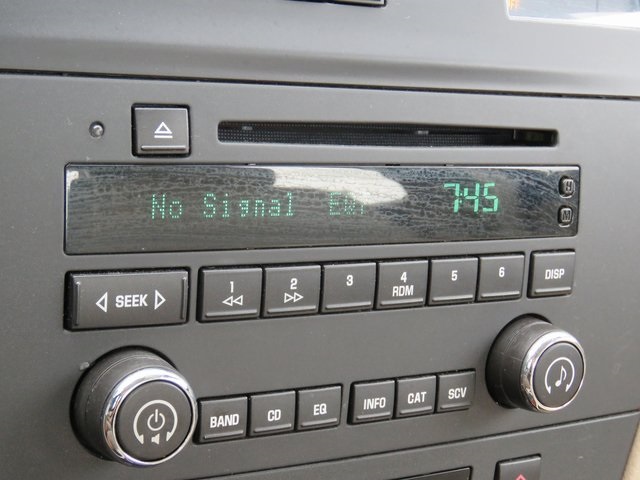 No Signal 745
H
M
SEEK 1 2 3 4 RDM 5 6 DISP
BAND CD EQ INFO CAT SCV